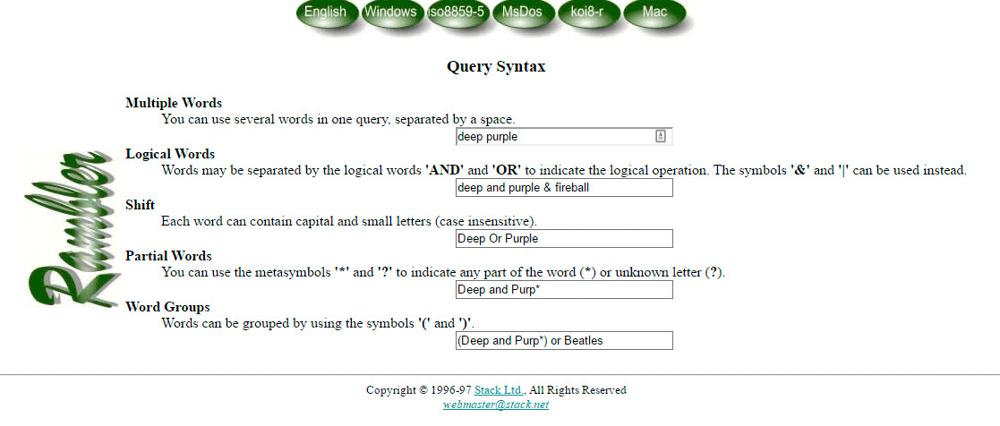 English Windows iso8859-5 MsDos koi8-r Mac
Query Syntax
Multiple Words
You can use several words in one query, separated by a space.
deep purple
Logical Words
Words may be separated by the logical words 'AND' and 'OR' to indicate the logical operation. The symbols '&' and '|' can be used instead.
deep and purple & fireball
Shift
Each word can contain capital and small letters (case insensitive).
Deep Or Purple
Partial Words
You can use the metasymbols '*' and '?' to indicate any part of the word (*) or unknown letter (?).
Deep and Purp*
Word Groups
Words can be grouped by using the symbols '(' and ')'.
(Deep and Purp*) or Beatles
Rambler
Copyright © 1996-97 Stack Ltd., All Rights Reserved
webmaster@stack.net